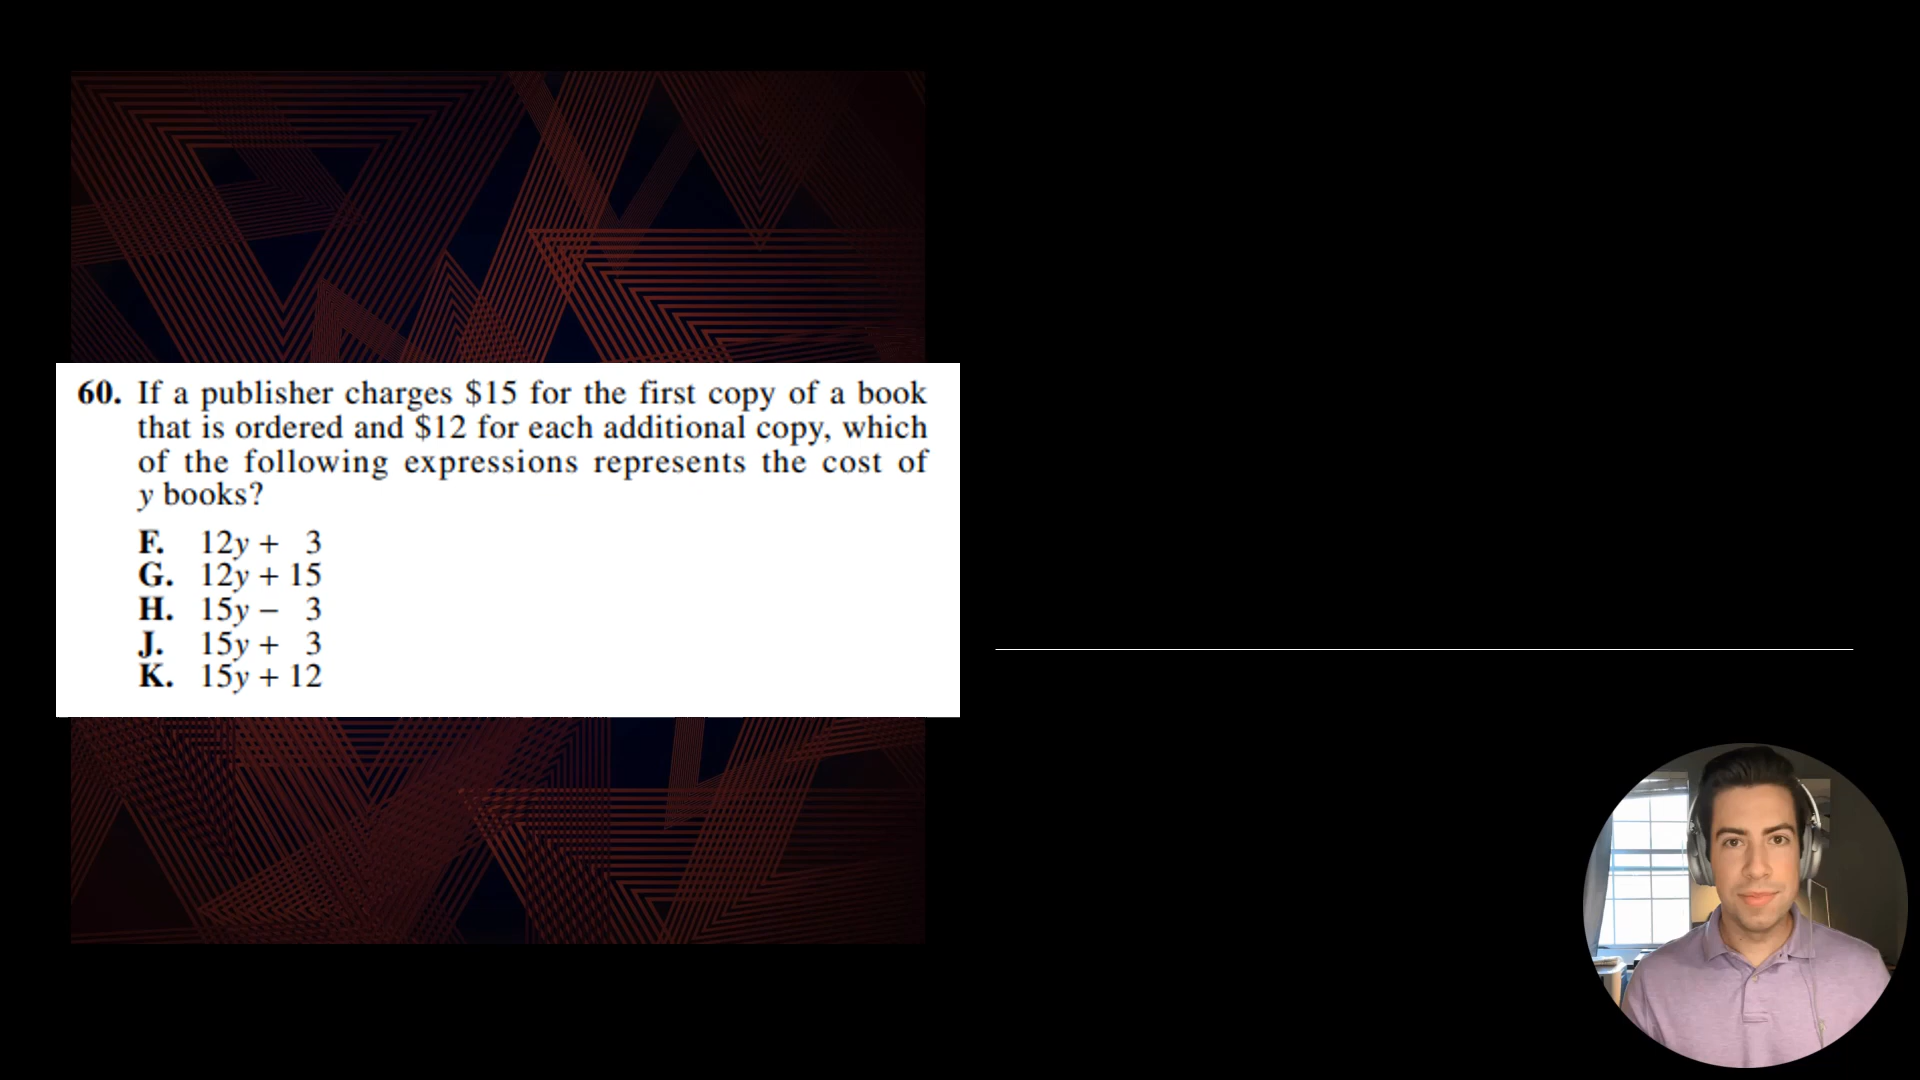 60. If a publisher charges $15 for the first copy of a book
that is ordered and $12 for each additional copy, which
of the following expressions represents the cost of
y books?
F. 12y + 3
G. 12y + 15
H. 15y − 3
J. 15y + 3
K. 15y + 12